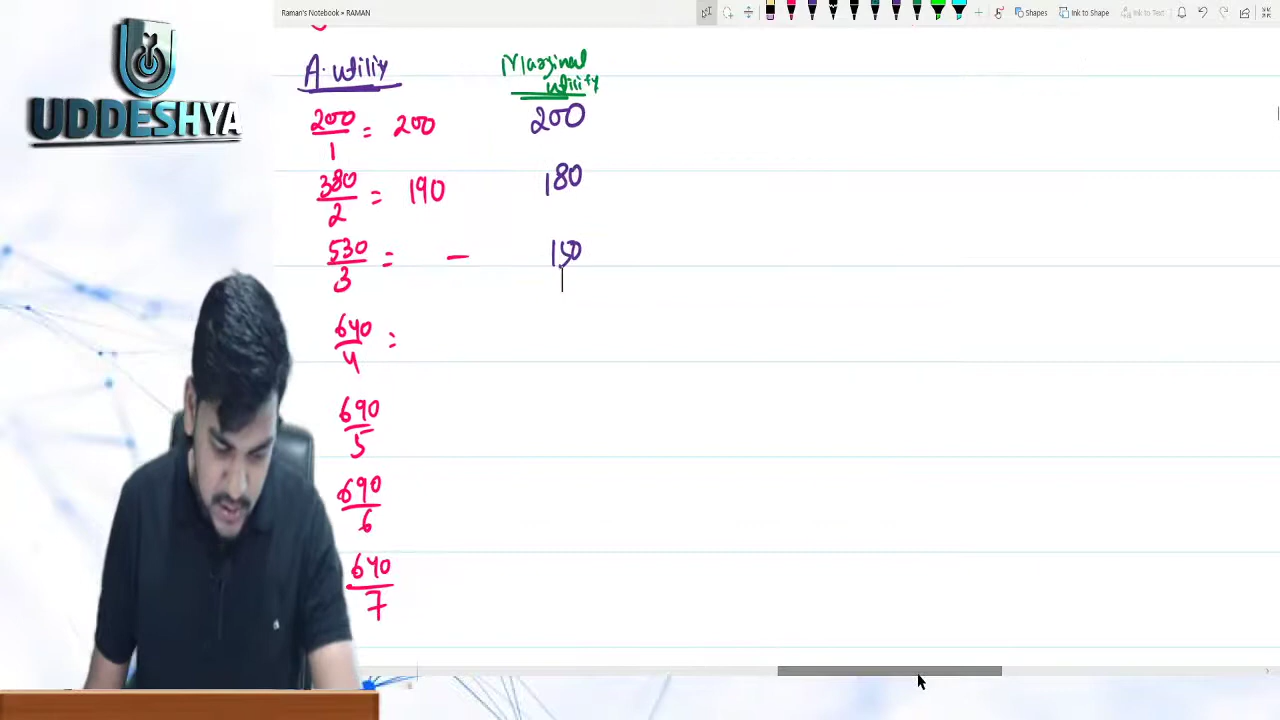 Raman's Notebook » RAMAN
Shapes
Ink to Shape
Ink to Text
UDDESHYA
A. utiliy
Marginal
utility
200/1 = 200
200
380/2 = 190
180
530/3 = -
150
640/4 =
690/5
690/6
640/7